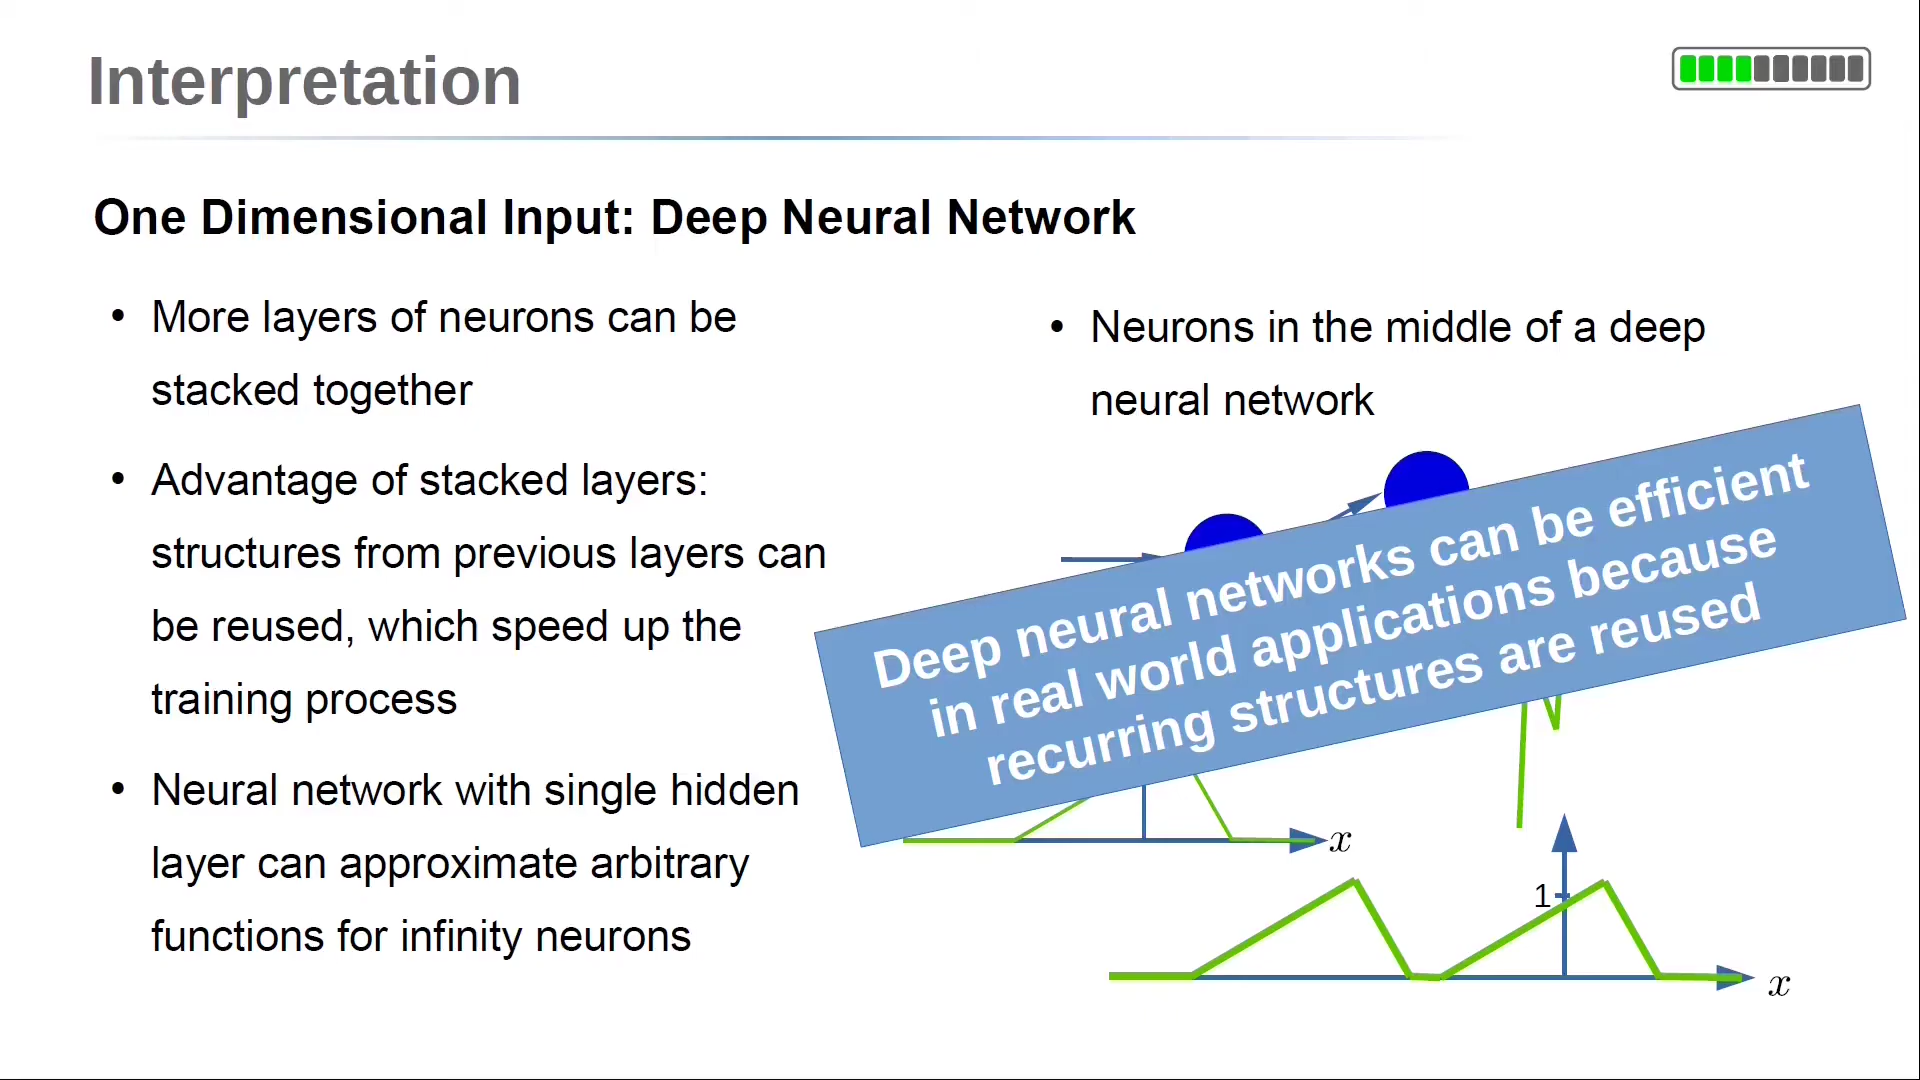 Interpretation
One Dimensional Input: Deep Neural Network
• More layers of neurons can be
stacked together
• Advantage of stacked layers:
structures from previous layers can
be reused, which speed up the
training process
• Neural network with single hidden
layer can approximate arbitrary
functions for infinity neurons
• Neurons in the middle of a deep
neural network
Deep neural networks can be efficient
in real world applications because
recurring structures are reused
x
1
x